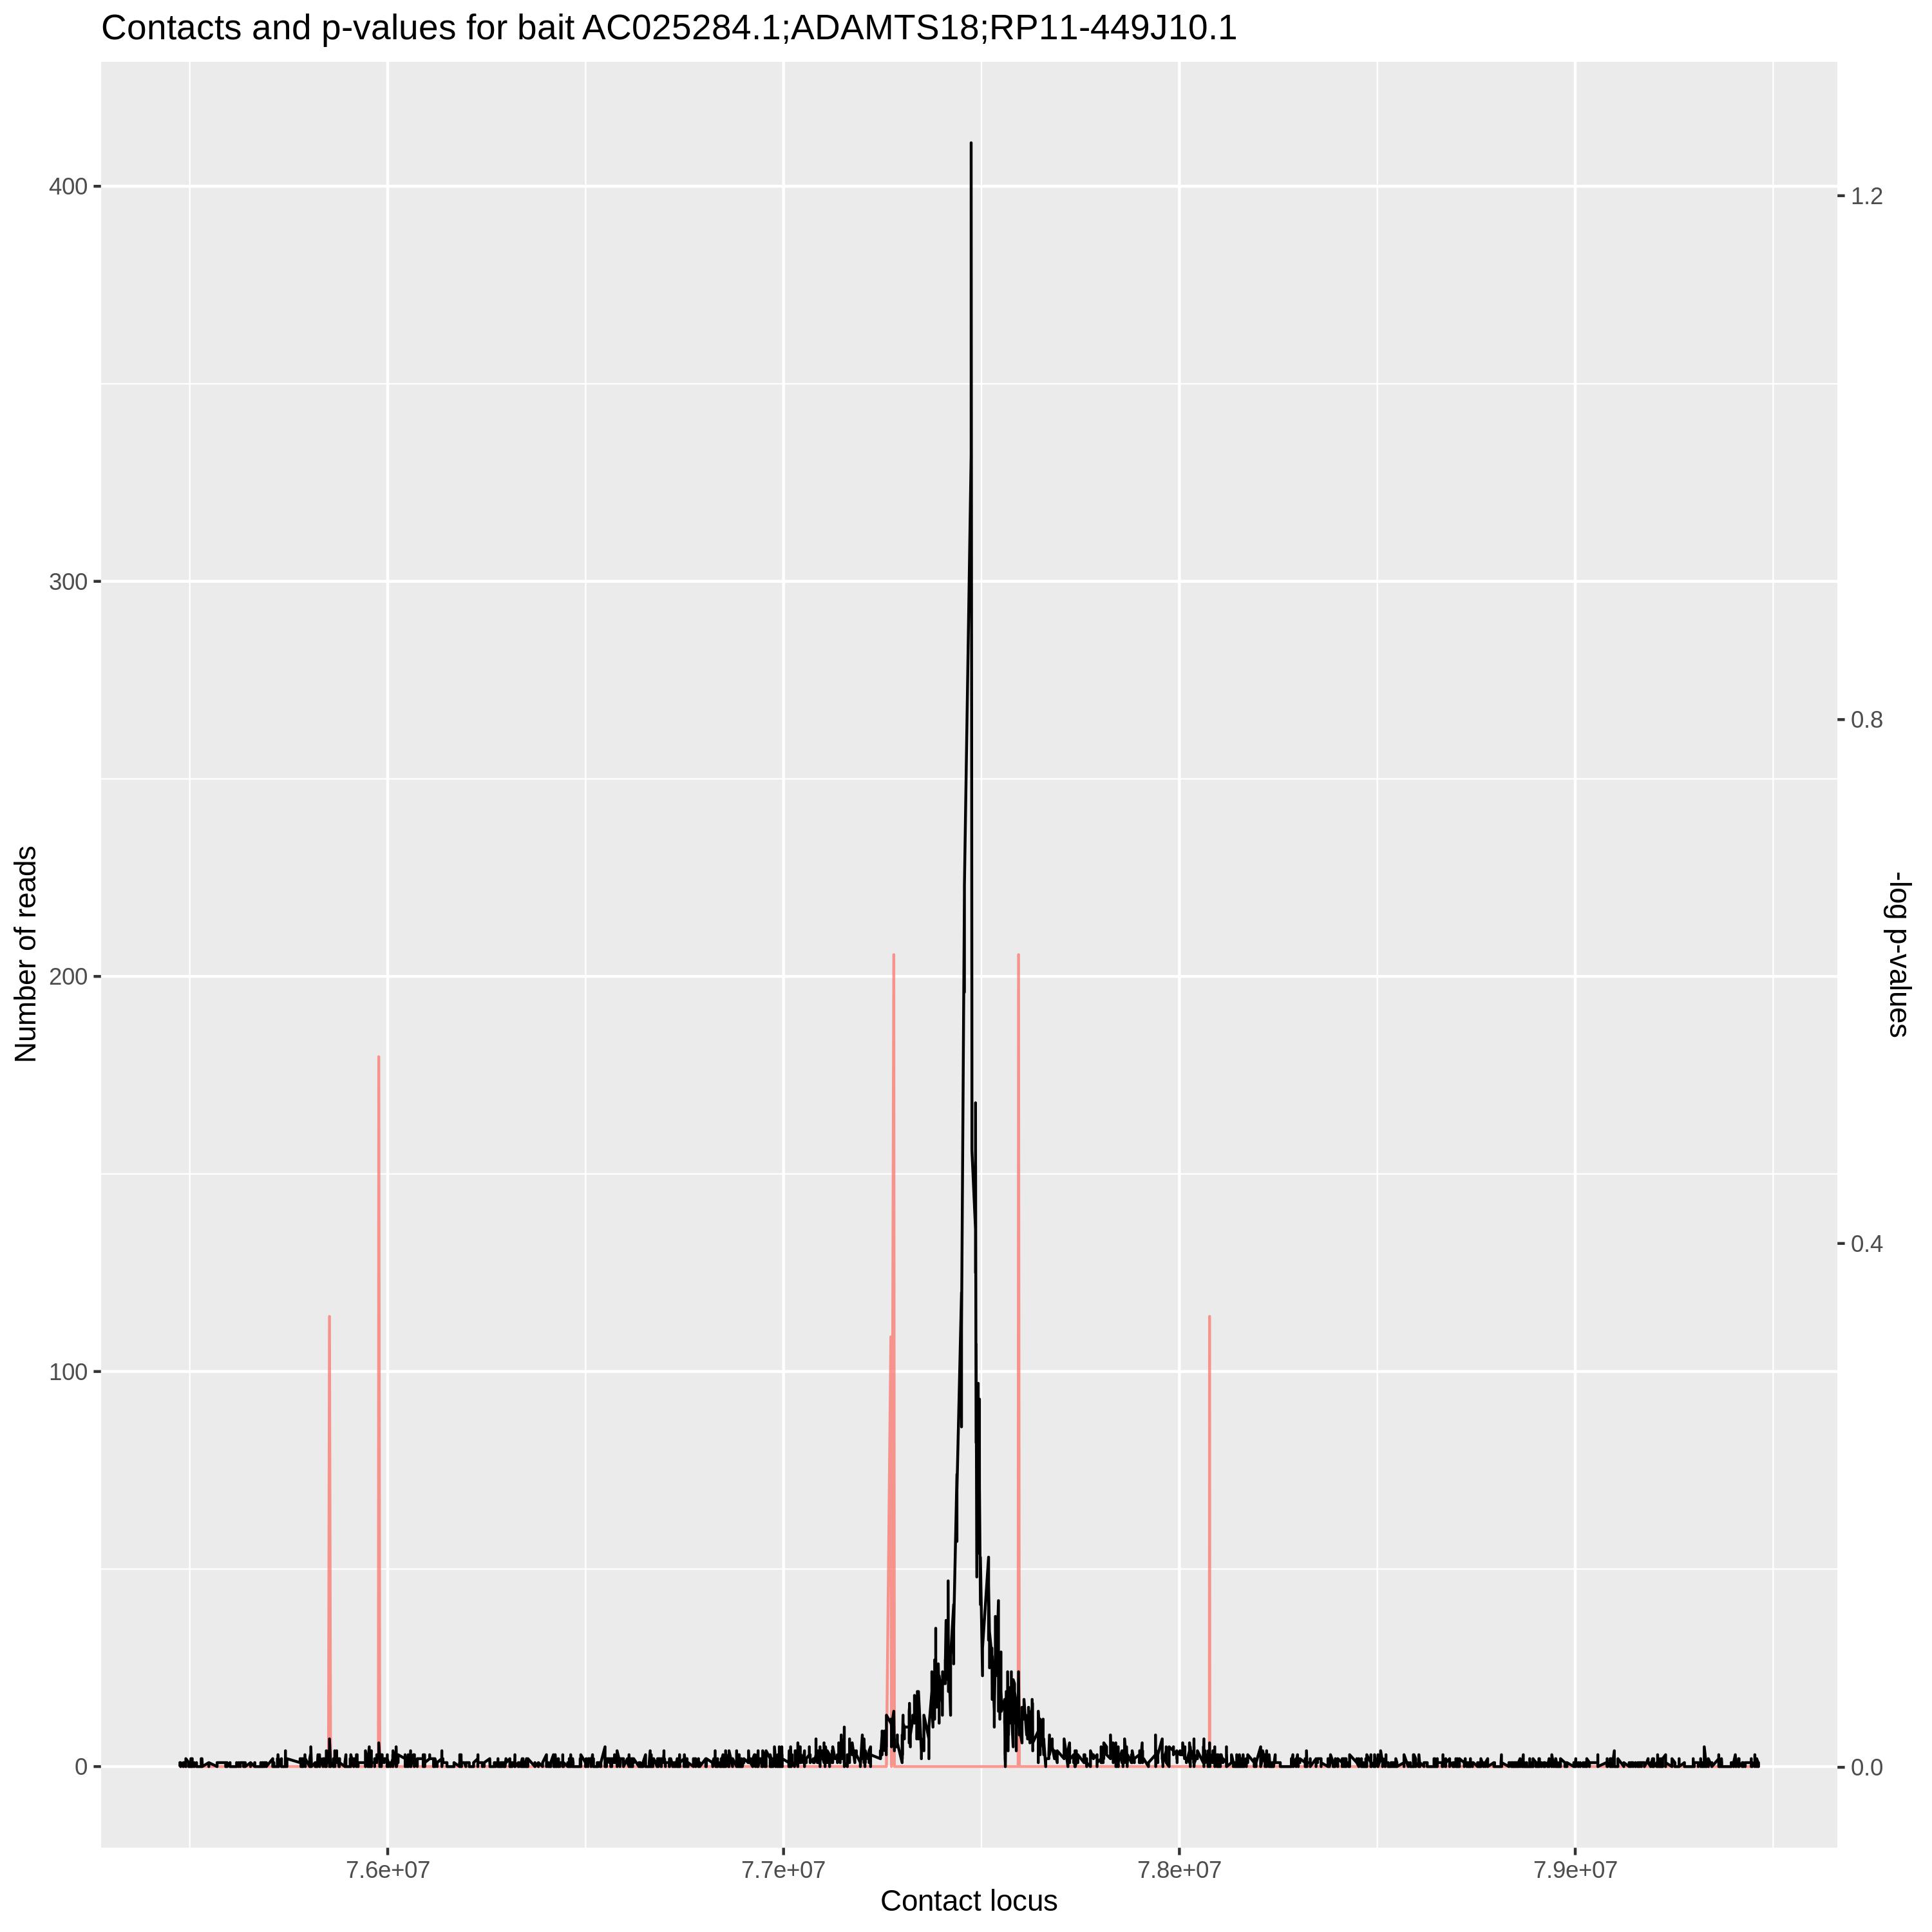 Contacts and p-values for bait AC025284.1;ADAMTS18;RP11-449J10.1
400
300
200
100
0
Number of reads
1.2
0.8
0.4
0.0
-log p-values
7.6e+07
7.7e+07
7.8e+07
7.9e+07
Contact locus